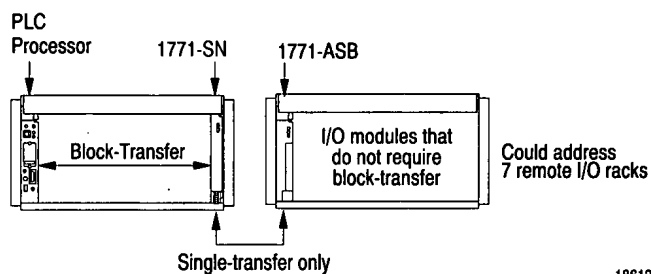 PLC
Processor
1771-SN
1771-ASB
Block-Transfer
I/O modules that
do not require
block-transfer
Could address
7 remote I/O racks
Single-transfer only